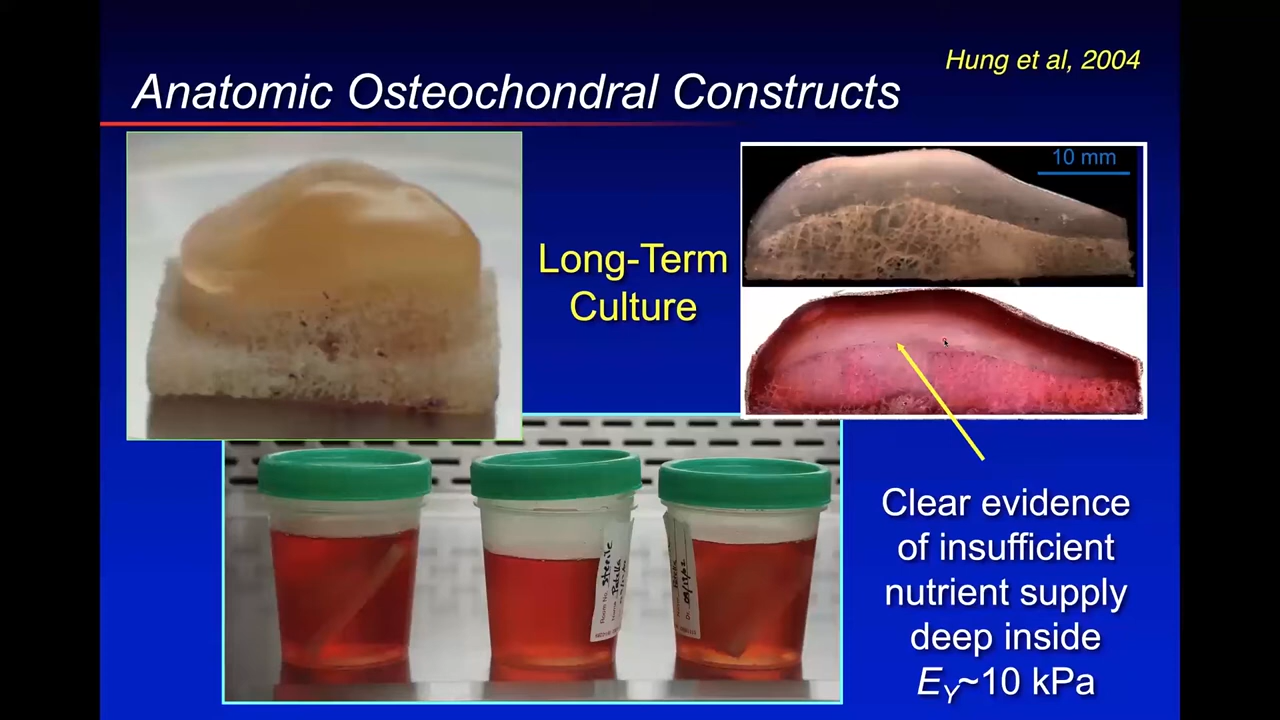 Hung et al, 2004
Anatomic Osteochondral Constructs
10 mm
Long-Term
Culture
Clear evidence
of insufficient
nutrient supply
deep inside
E_Y~10 kPa
Sterile